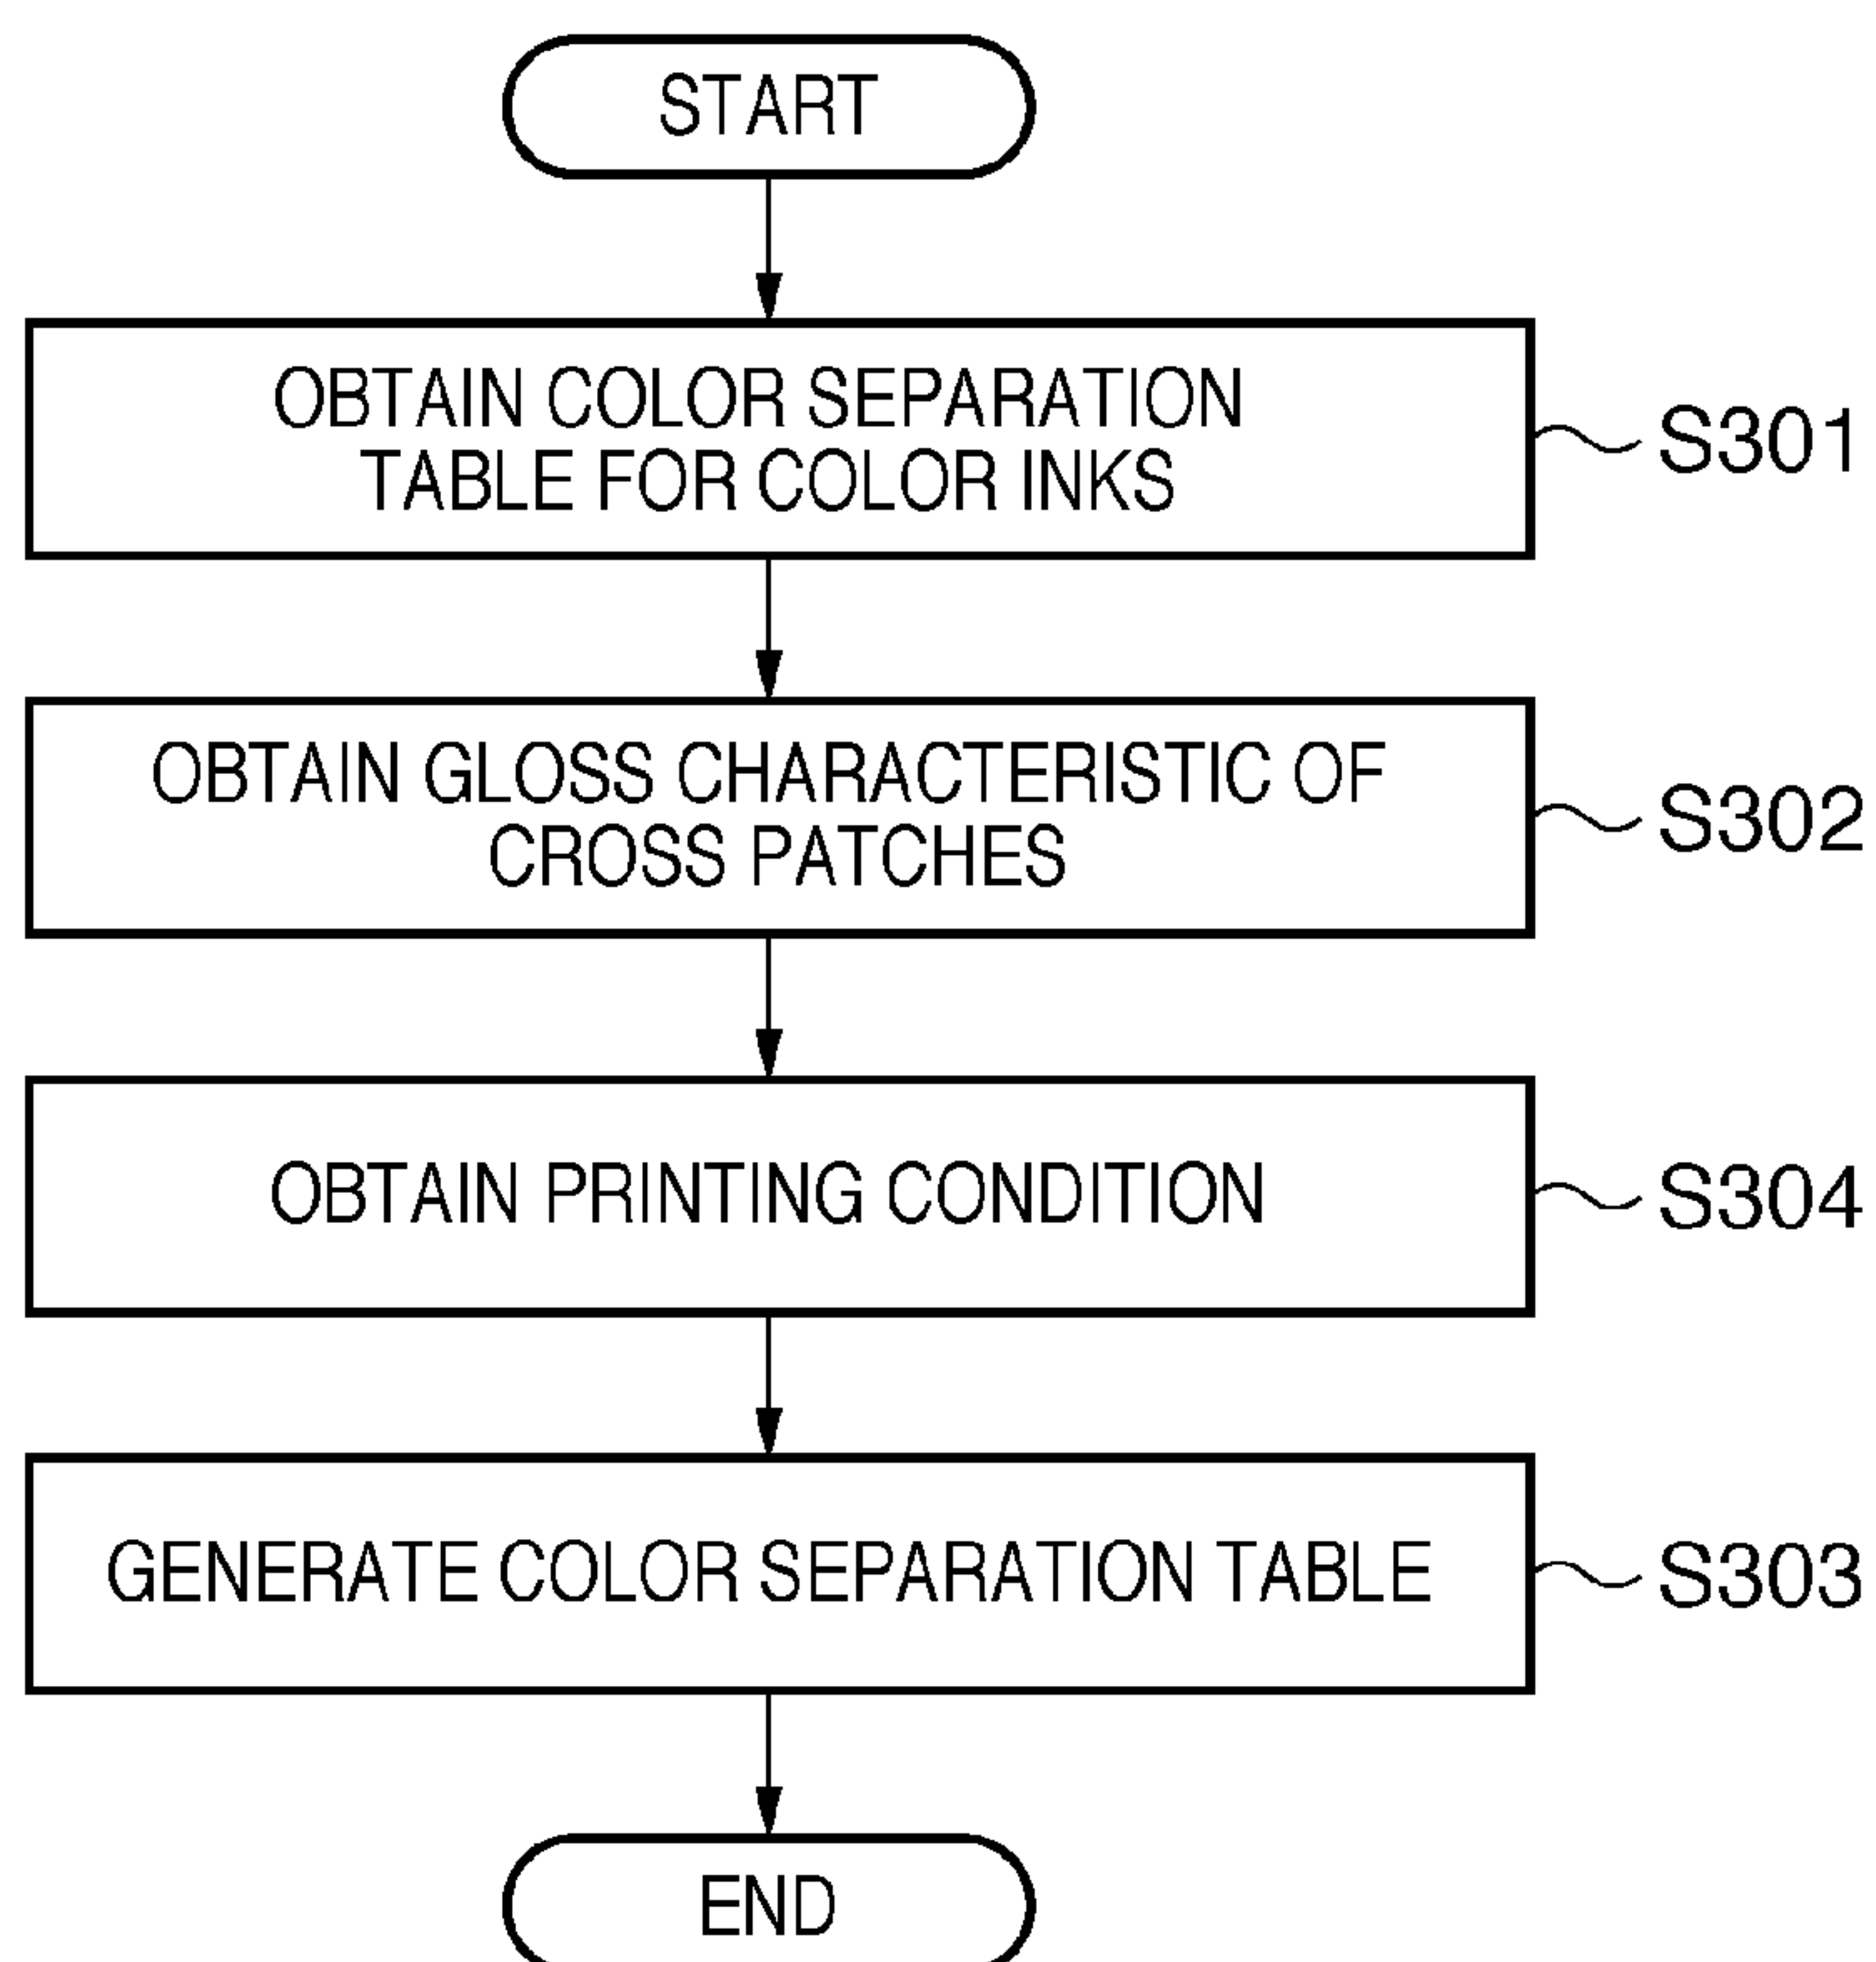 START
OBTAIN COLOR SEPARATION
TABLE FOR COLOR INKS
S301
OBTAIN GLOSS CHARACTERISTIC OF
CROSS PATCHES
S302
OBTAIN PRINTING CONDITION
S304
GENERATE COLOR SEPARATION TABLE
S303
END